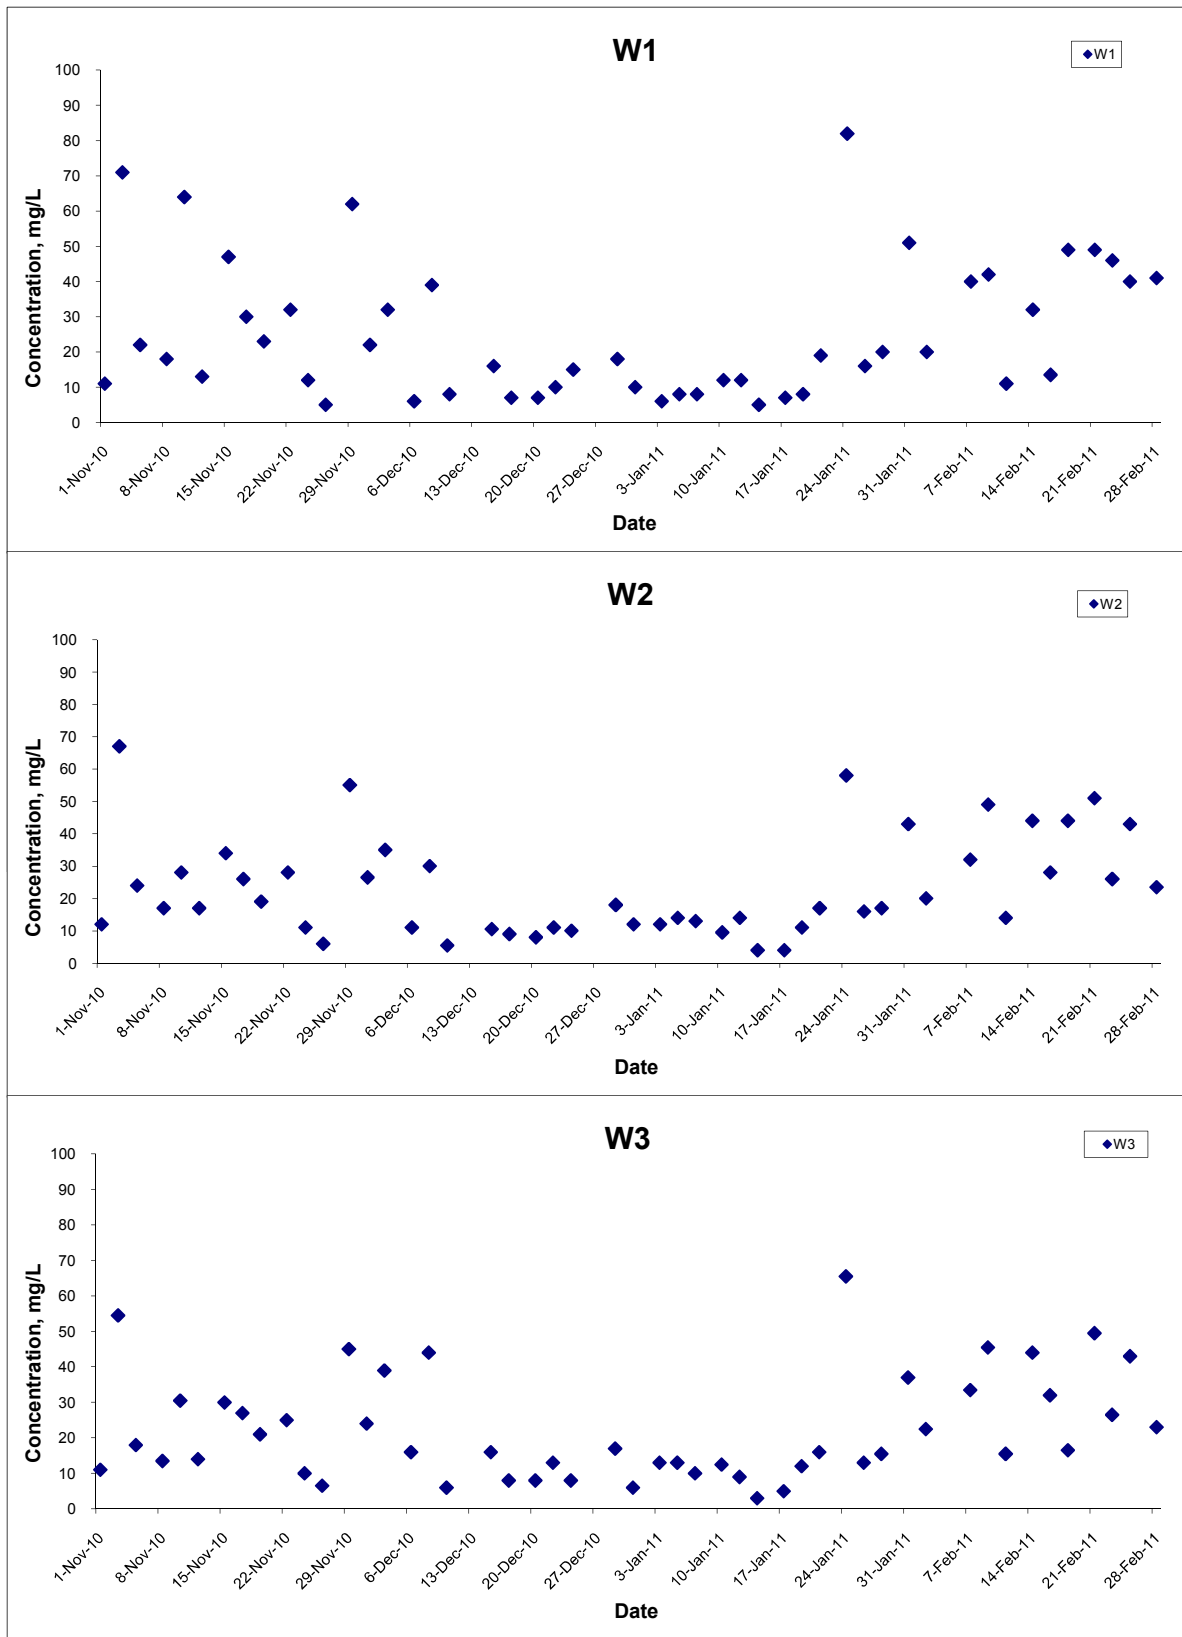 W1
W1
100
90
80
70
60
50
40
30
20
10
0
Concentration, mg/L
1-Nov-10
8-Nov-10
15-Nov-10
22-Nov-10
29-Nov-10
6-Dec-10
13-Dec-10
20-Dec-10
27-Dec-10
3-Jan-11
10-Jan-11
17-Jan-11
24-Jan-11
31-Jan-11
7-Feb-11
14-Feb-11
21-Feb-11
28-Feb-11
Date
W2
W2
100
90
80
70
60
50
40
30
20
10
0
Concentration, mg/L
1-Nov-10
8-Nov-10
15-Nov-10
22-Nov-10
29-Nov-10
6-Dec-10
13-Dec-10
20-Dec-10
27-Dec-10
3-Jan-11
10-Jan-11
17-Jan-11
24-Jan-11
31-Jan-11
7-Feb-11
14-Feb-11
21-Feb-11
28-Feb-11
Date
W3
W3
100
90
80
70
60
50
40
30
20
10
0
Concentration, mg/L
1-Nov-10
8-Nov-10
15-Nov-10
22-Nov-10
29-Nov-10
6-Dec-10
13-Dec-10
20-Dec-10
27-Dec-10
3-Jan-11
10-Jan-11
17-Jan-11
24-Jan-11
31-Jan-11
7-Feb-11
14-Feb-11
21-Feb-11
28-Feb-11
Date